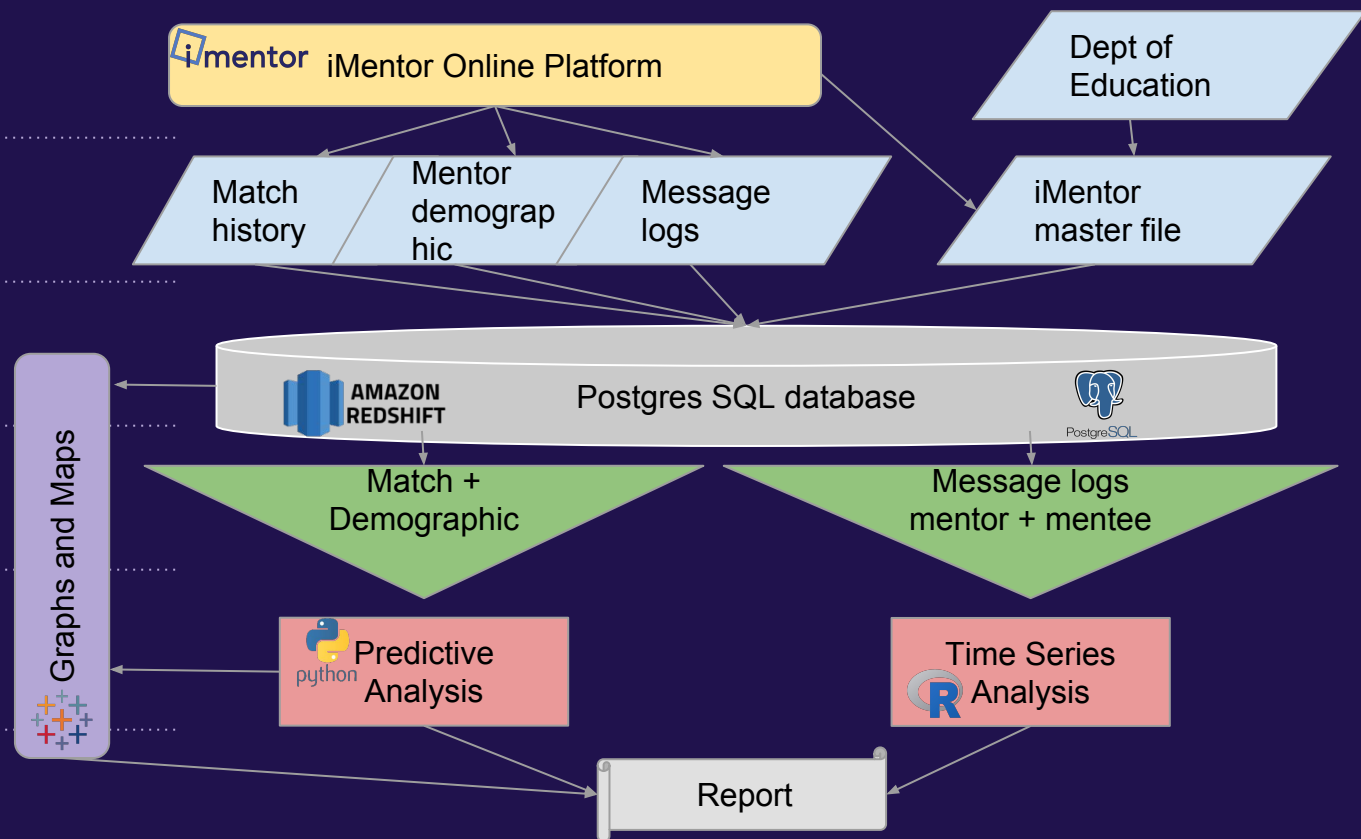 i mentor
iMentor Online Platform
Dept of
Education
Match
history
Mentor
demograp
hic
Message
logs
iMentor
master file
AMAZON
REDSHIFT
Postgres SQL database
PostgreSQL
Graphs and Maps
Match +
Demographic
Message logs
mentor + mentee
python
Predictive
Analysis
R
Time Series
Analysis
Report